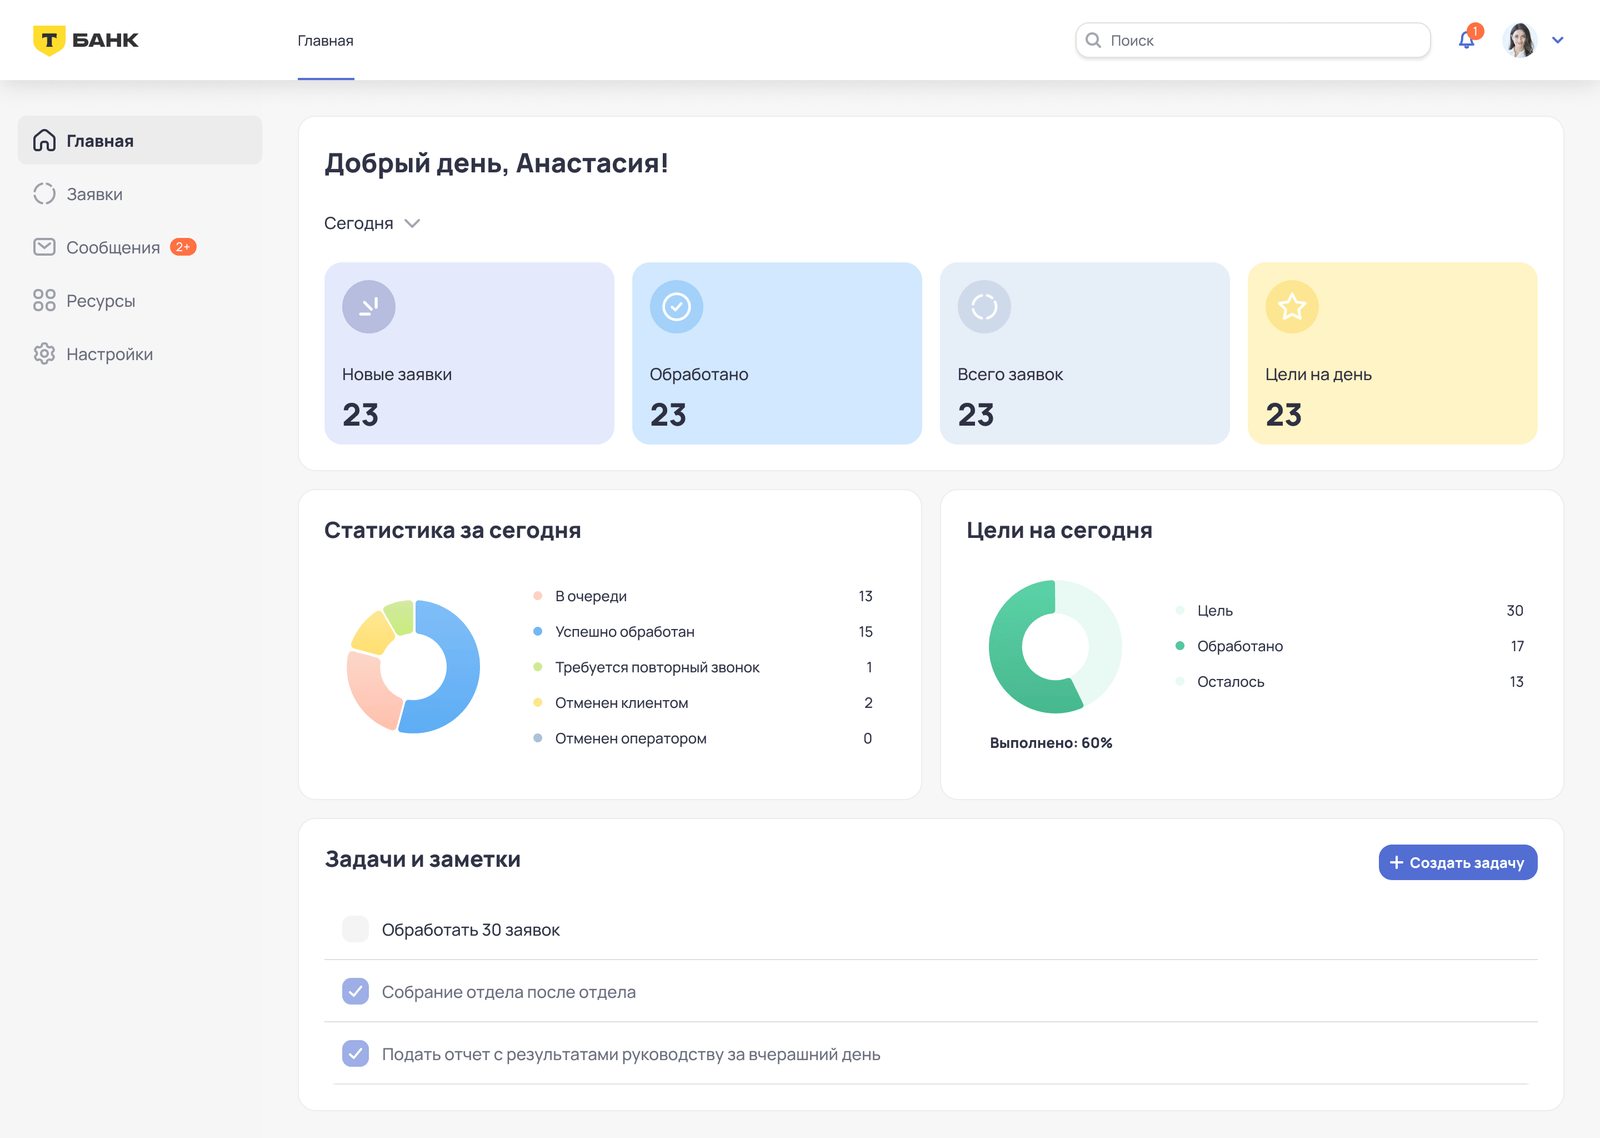 Т БАНК
Главная
Поиск
1
Главная
Заявки
Сообщения 2+
Ресурсы
Настройки
Добрый день, Анастасия!
Сегодня
Новые заявки
23
Обработано
23
Всего заявок
23
Цели на день
23
Статистика за сегодня
В очереди 13
Успешно обработан 15
Требуется повторный звонок 1
Отменен клиентом 2
Отменен оператором 0
Цели на сегодня
Цель 30
Обработано 17
Осталось 13
Выполнено: 60%
Задачи и заметки
+ Создать задачу
Обработать 30 заявок
Собрание отдела после отдела
Подать отчет с результатами руководству за вчерашний день